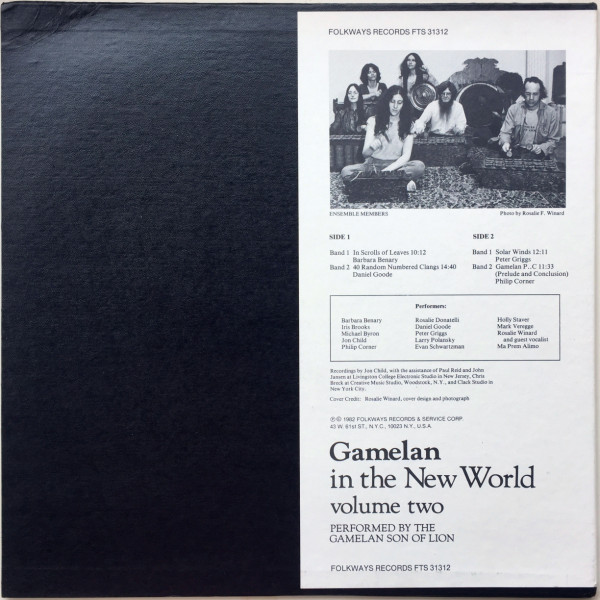 FOLKWAYS RECORDS FTS 31312
ENSEMBLE MEMBERS
Photo by Rosalie F. Winard
SIDE 1
Band 1 In Scrolls of Leaves 10:12
Barbara Benary
Band 2 40 Random Numbered Clangs 14:40
Daniel Goode
SIDE 2
Band 1 Solar Winds 12:11
Peter Griggs
Band 2 Gamelan P..C 11:33
(Prelude and Conclusion)
Philip Corner
Performers:
Barbara Benary
Iris Brooks
Michael Byron
Jon Child
Philip Corner
Rosalie Donatelli
Daniel Goode
Peter Griggs
Larry Polansky
Evan Schwartzman
Holly Staver
Mark Veregge
Rosalie Winard
and guest vocalist
Ma Prem Alimo
Recordings by Jon Child, with the assistance of Paul Reid and John
Jansen at Livingston College Electronic Studio in New Jersey, Chris
Breck at Creative Music Studio, Woodstock, N.Y., and Clack Studio in
New York City.
Cover Credit: Rosalie Winard, cover design and photograph
℗© 1982 FOLKWAYS RECORDS & SERVICE CORP.
43 W. 61st ST., N.Y.C., 10023 N.Y., U.S.A.
Gamelan
in the New World
volume two
PERFORMED BY THE
GAMELAN SON OF LION
FOLKWAYS RECORDS FTS 31312